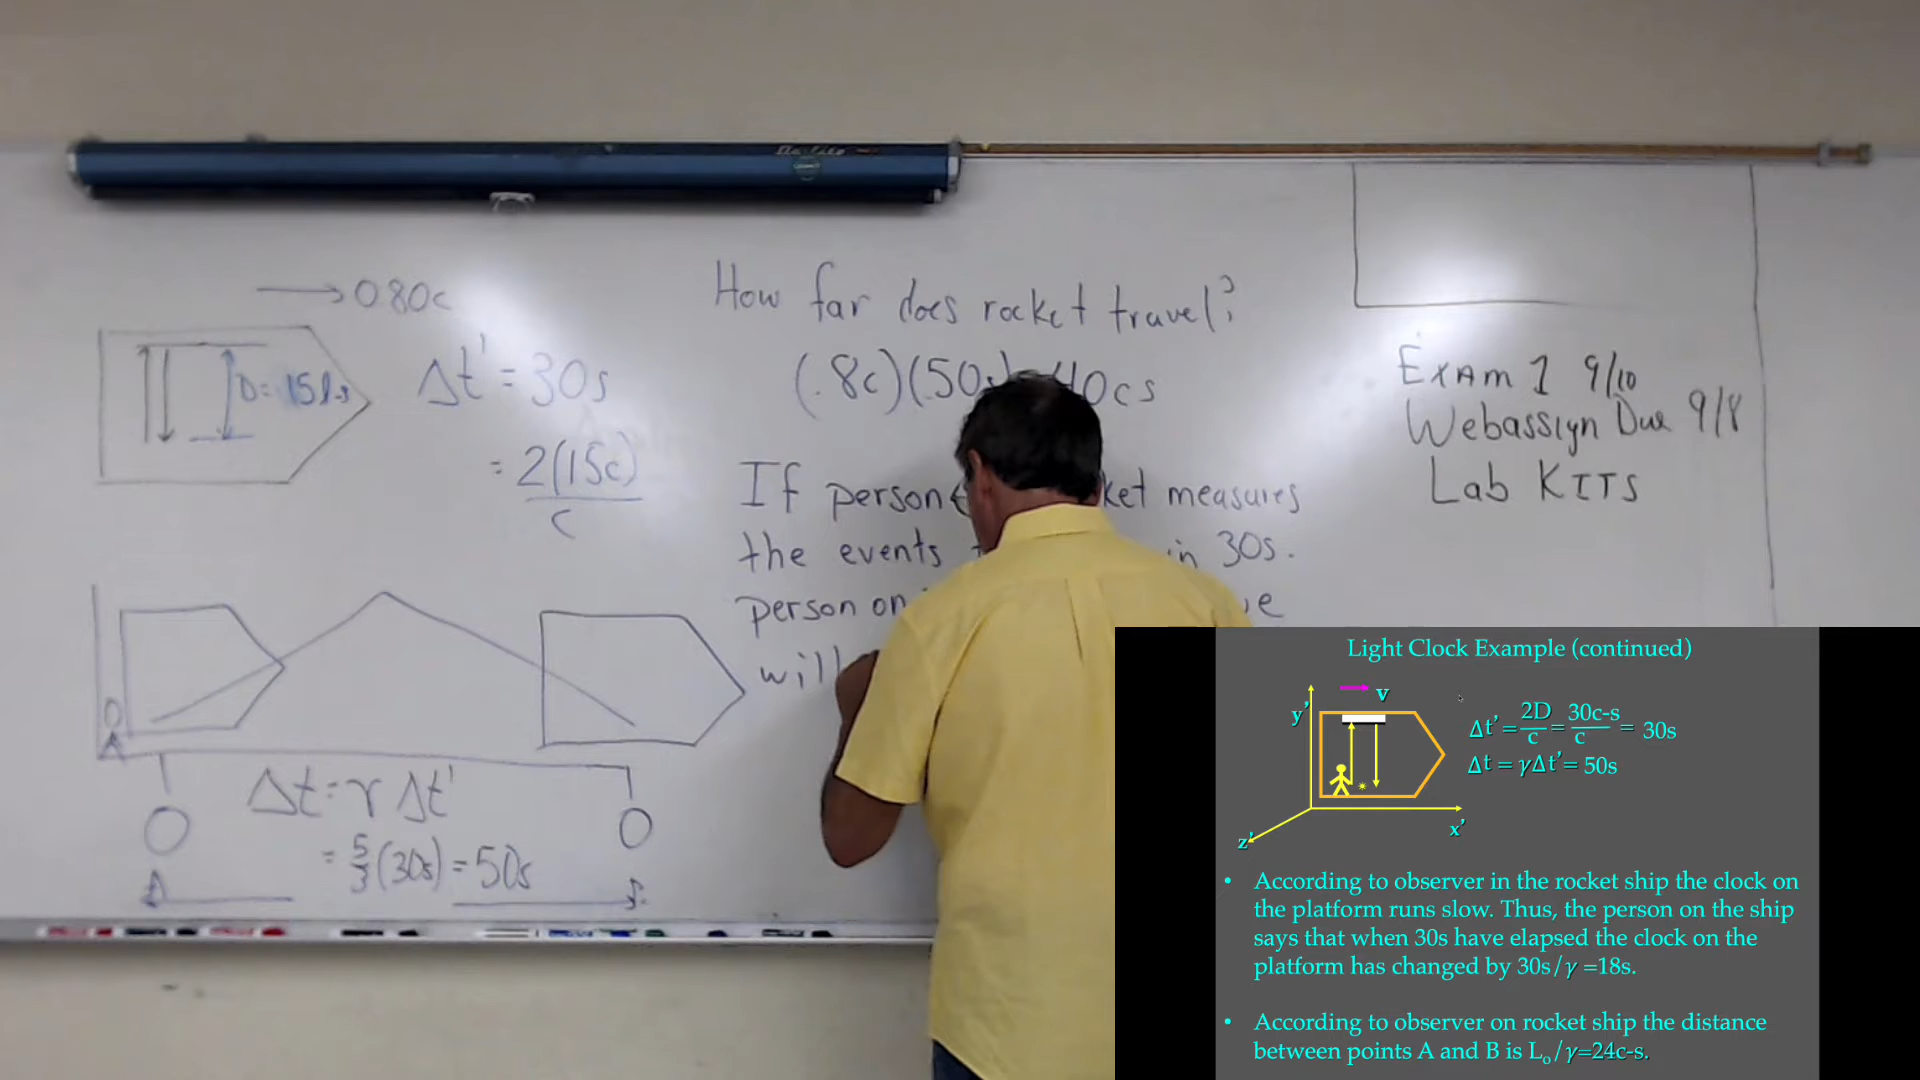 Da-Lite
→ 0.80c
D = 15 l-s
Δt' = 30s
= 2(15c)
c
How far does rocket travel?
(.8c)(50s) 40cs
If person ket measures
the events in 30s.
person on
will
Exam 1 9/10
Webassign Due 9/8
Lab KITS
Δt = γ Δt'
= 5/3 (30s) = 50s
Light Clock Example (continued)
v
y'
x'
z'
Δt' = 2D/c = 30c-s/c = 30s
Δt = γΔt' = 50s
• According to observer in the rocket ship the clock on
the platform runs slow. Thus, the person on the ship
says that when 30s have elapsed the clock on the
platform has changed by 30s/γ =18s.
• According to observer on rocket ship the distance
between points A and B is Lo/γ=24c-s.